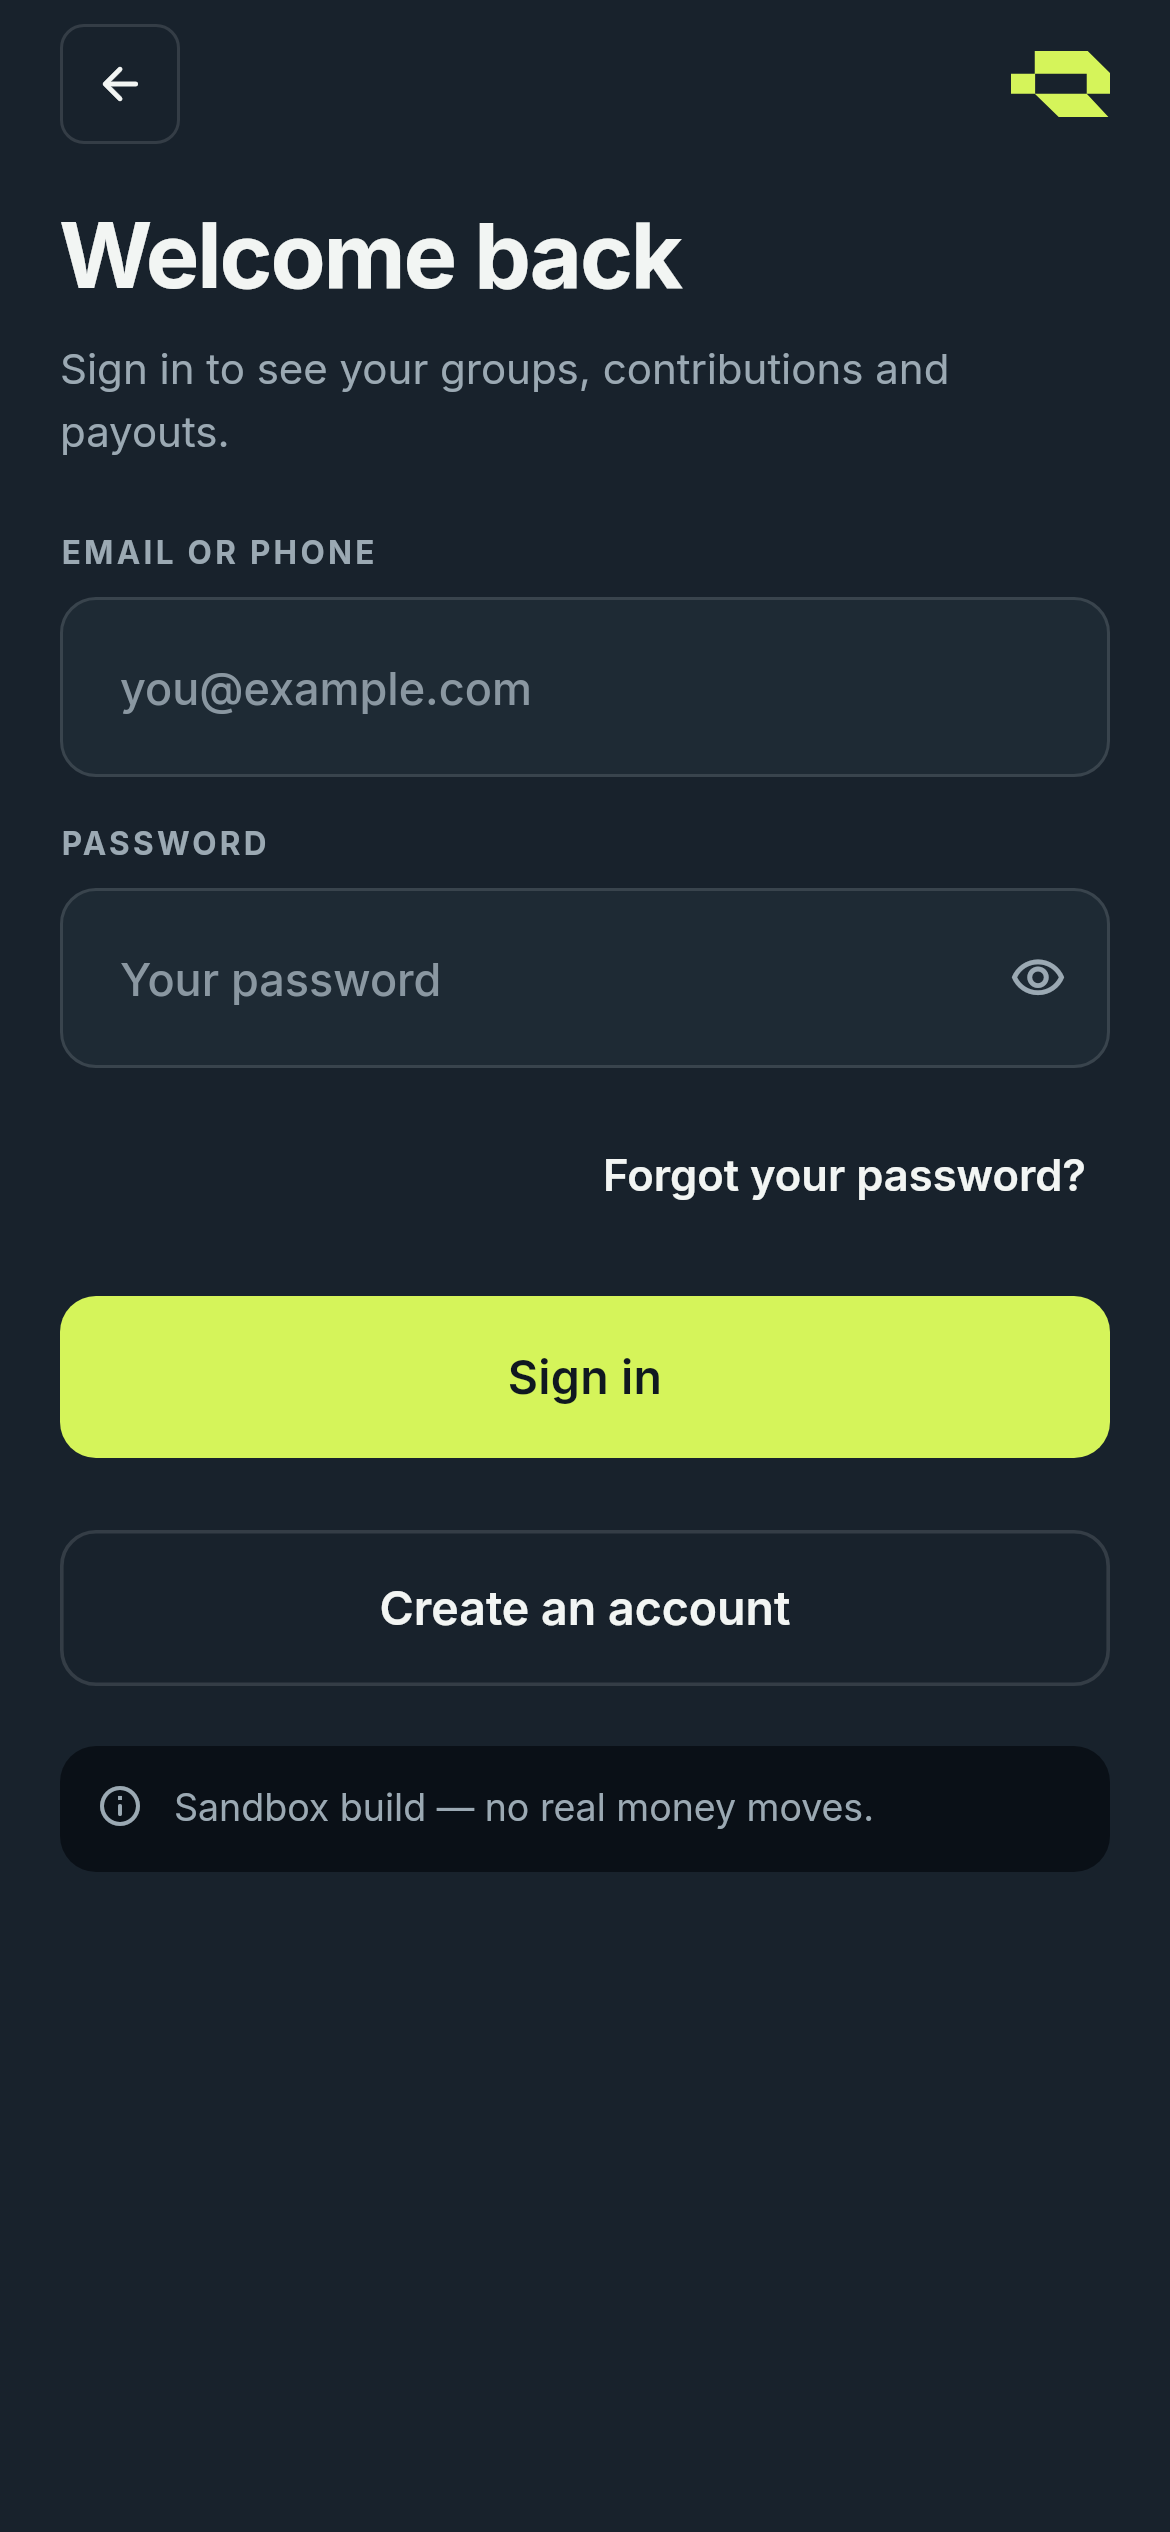 Welcome back
Sign in to see your groups, contributions and
payouts.
EMAIL OR PHONE
you@example.com
PASSWORD
Your password
Forgot your password?
Sign in
Create an account
Sandbox build — no real money moves.